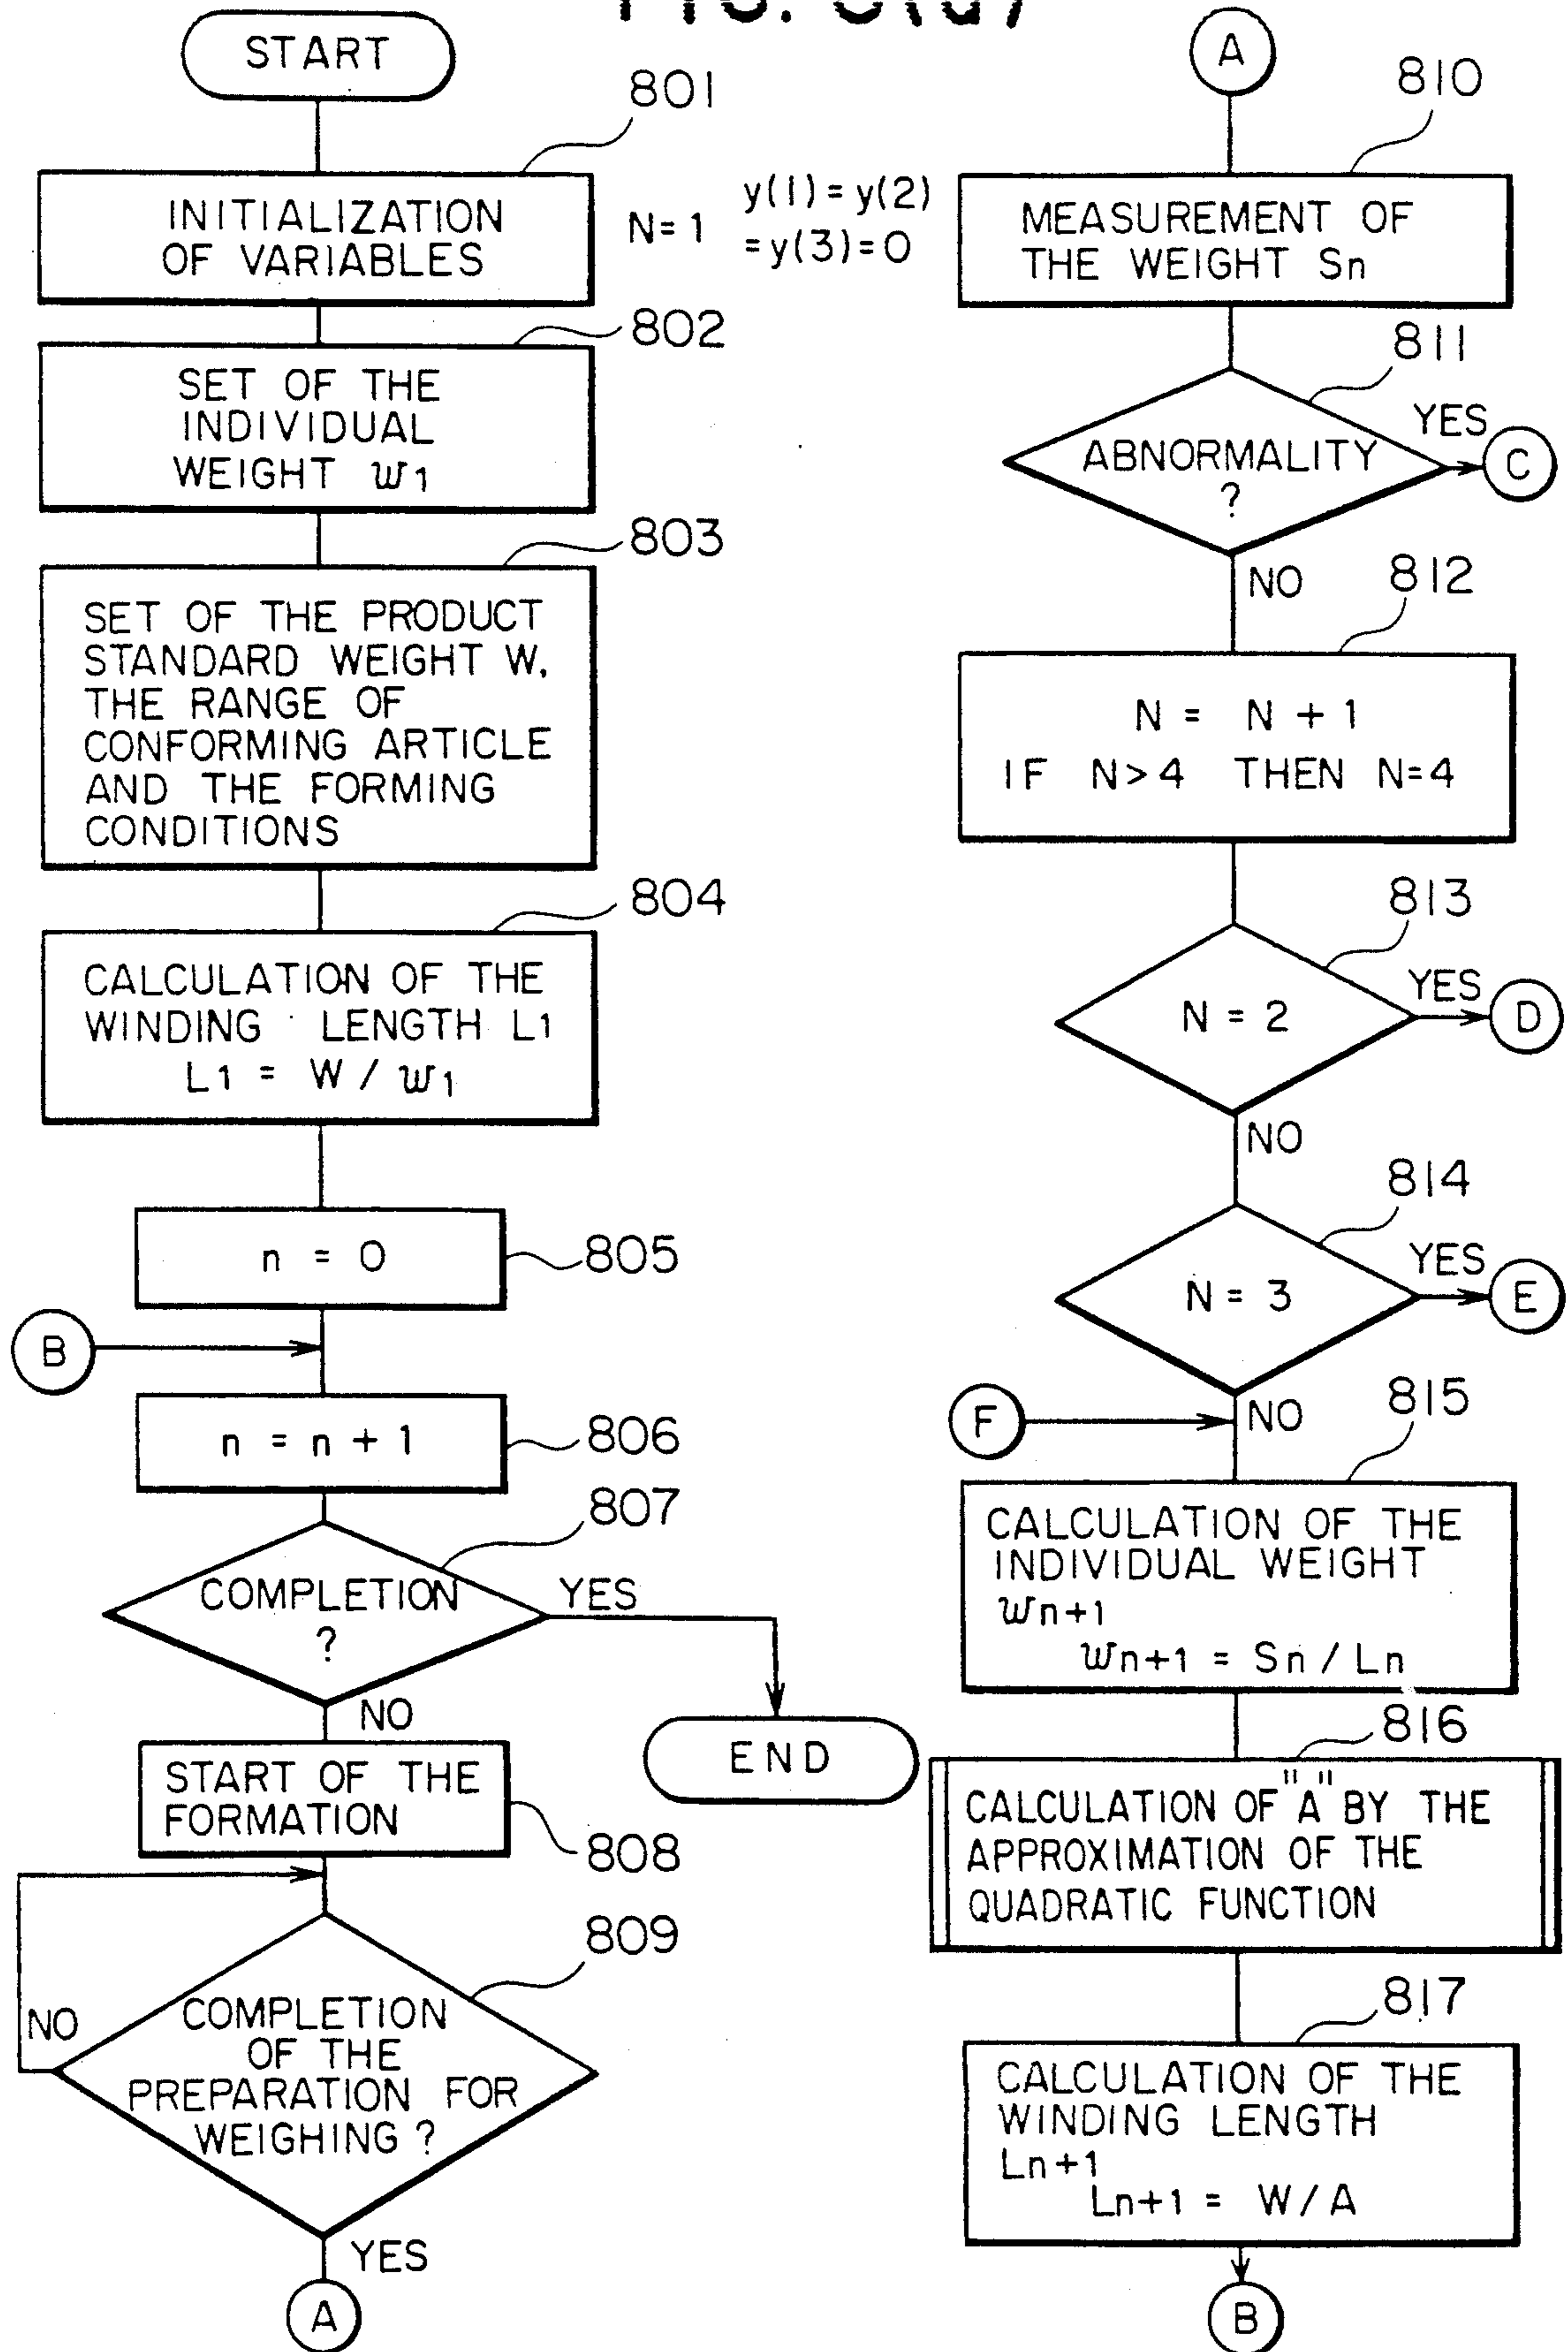 START
801
INITIALIZATION
OF VARIABLES
N=1
y(1)=y(2)
=y(3)=0
802
SET OF THE
INDIVIDUAL
WEIGHT w1
803
SET OF THE PRODUCT
STANDARD WEIGHT W,
THE RANGE OF
CONFORMING ARTICLE
AND THE FORMING
CONDITIONS
804
CALCULATION OF THE
WINDING LENGTH L1
L1 = W / w1
n = 0
805
B
n = n + 1
806
807
COMPLETION
?
YES
NO
END
START OF THE
FORMATION
808
809
NO
COMPLETION
OF THE
PREPARATION FOR
WEIGHING ?
YES
A
A
810
MEASUREMENT OF
THE WEIGHT Sn
811
ABNORMALITY
?
YES
C
NO
812
N = N + 1
IF N>4 THEN N=4
813
N = 2
YES
D
NO
814
N = 3
YES
E
F
NO
815
CALCULATION OF THE
INDIVIDUAL WEIGHT
wn+1
wn+1 = Sn / Ln
816
CALCULATION OF "A" BY THE
APPROXIMATION OF THE
QUADRATIC FUNCTION
817
CALCULATION OF THE
WINDING LENGTH
Ln+1
Ln+1 = W/A
B